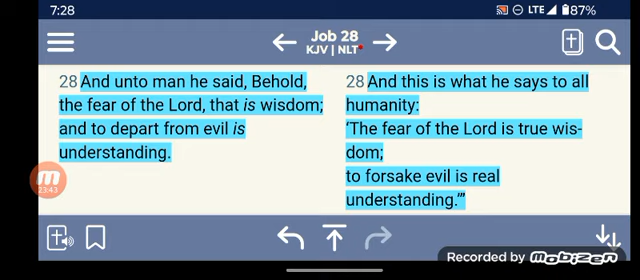 7:28
LTE 87%
Job 28
KJV | NLT
28 And unto man he said, Behold,
the fear of the Lord, that is wisdom;
and to depart from evil is
understanding.
28 And this is what he says to all
humanity:
‘The fear of the Lord is true wis-
dom;
to forsake evil is real
understanding.’”
M
23:43
Recorded by mobizen